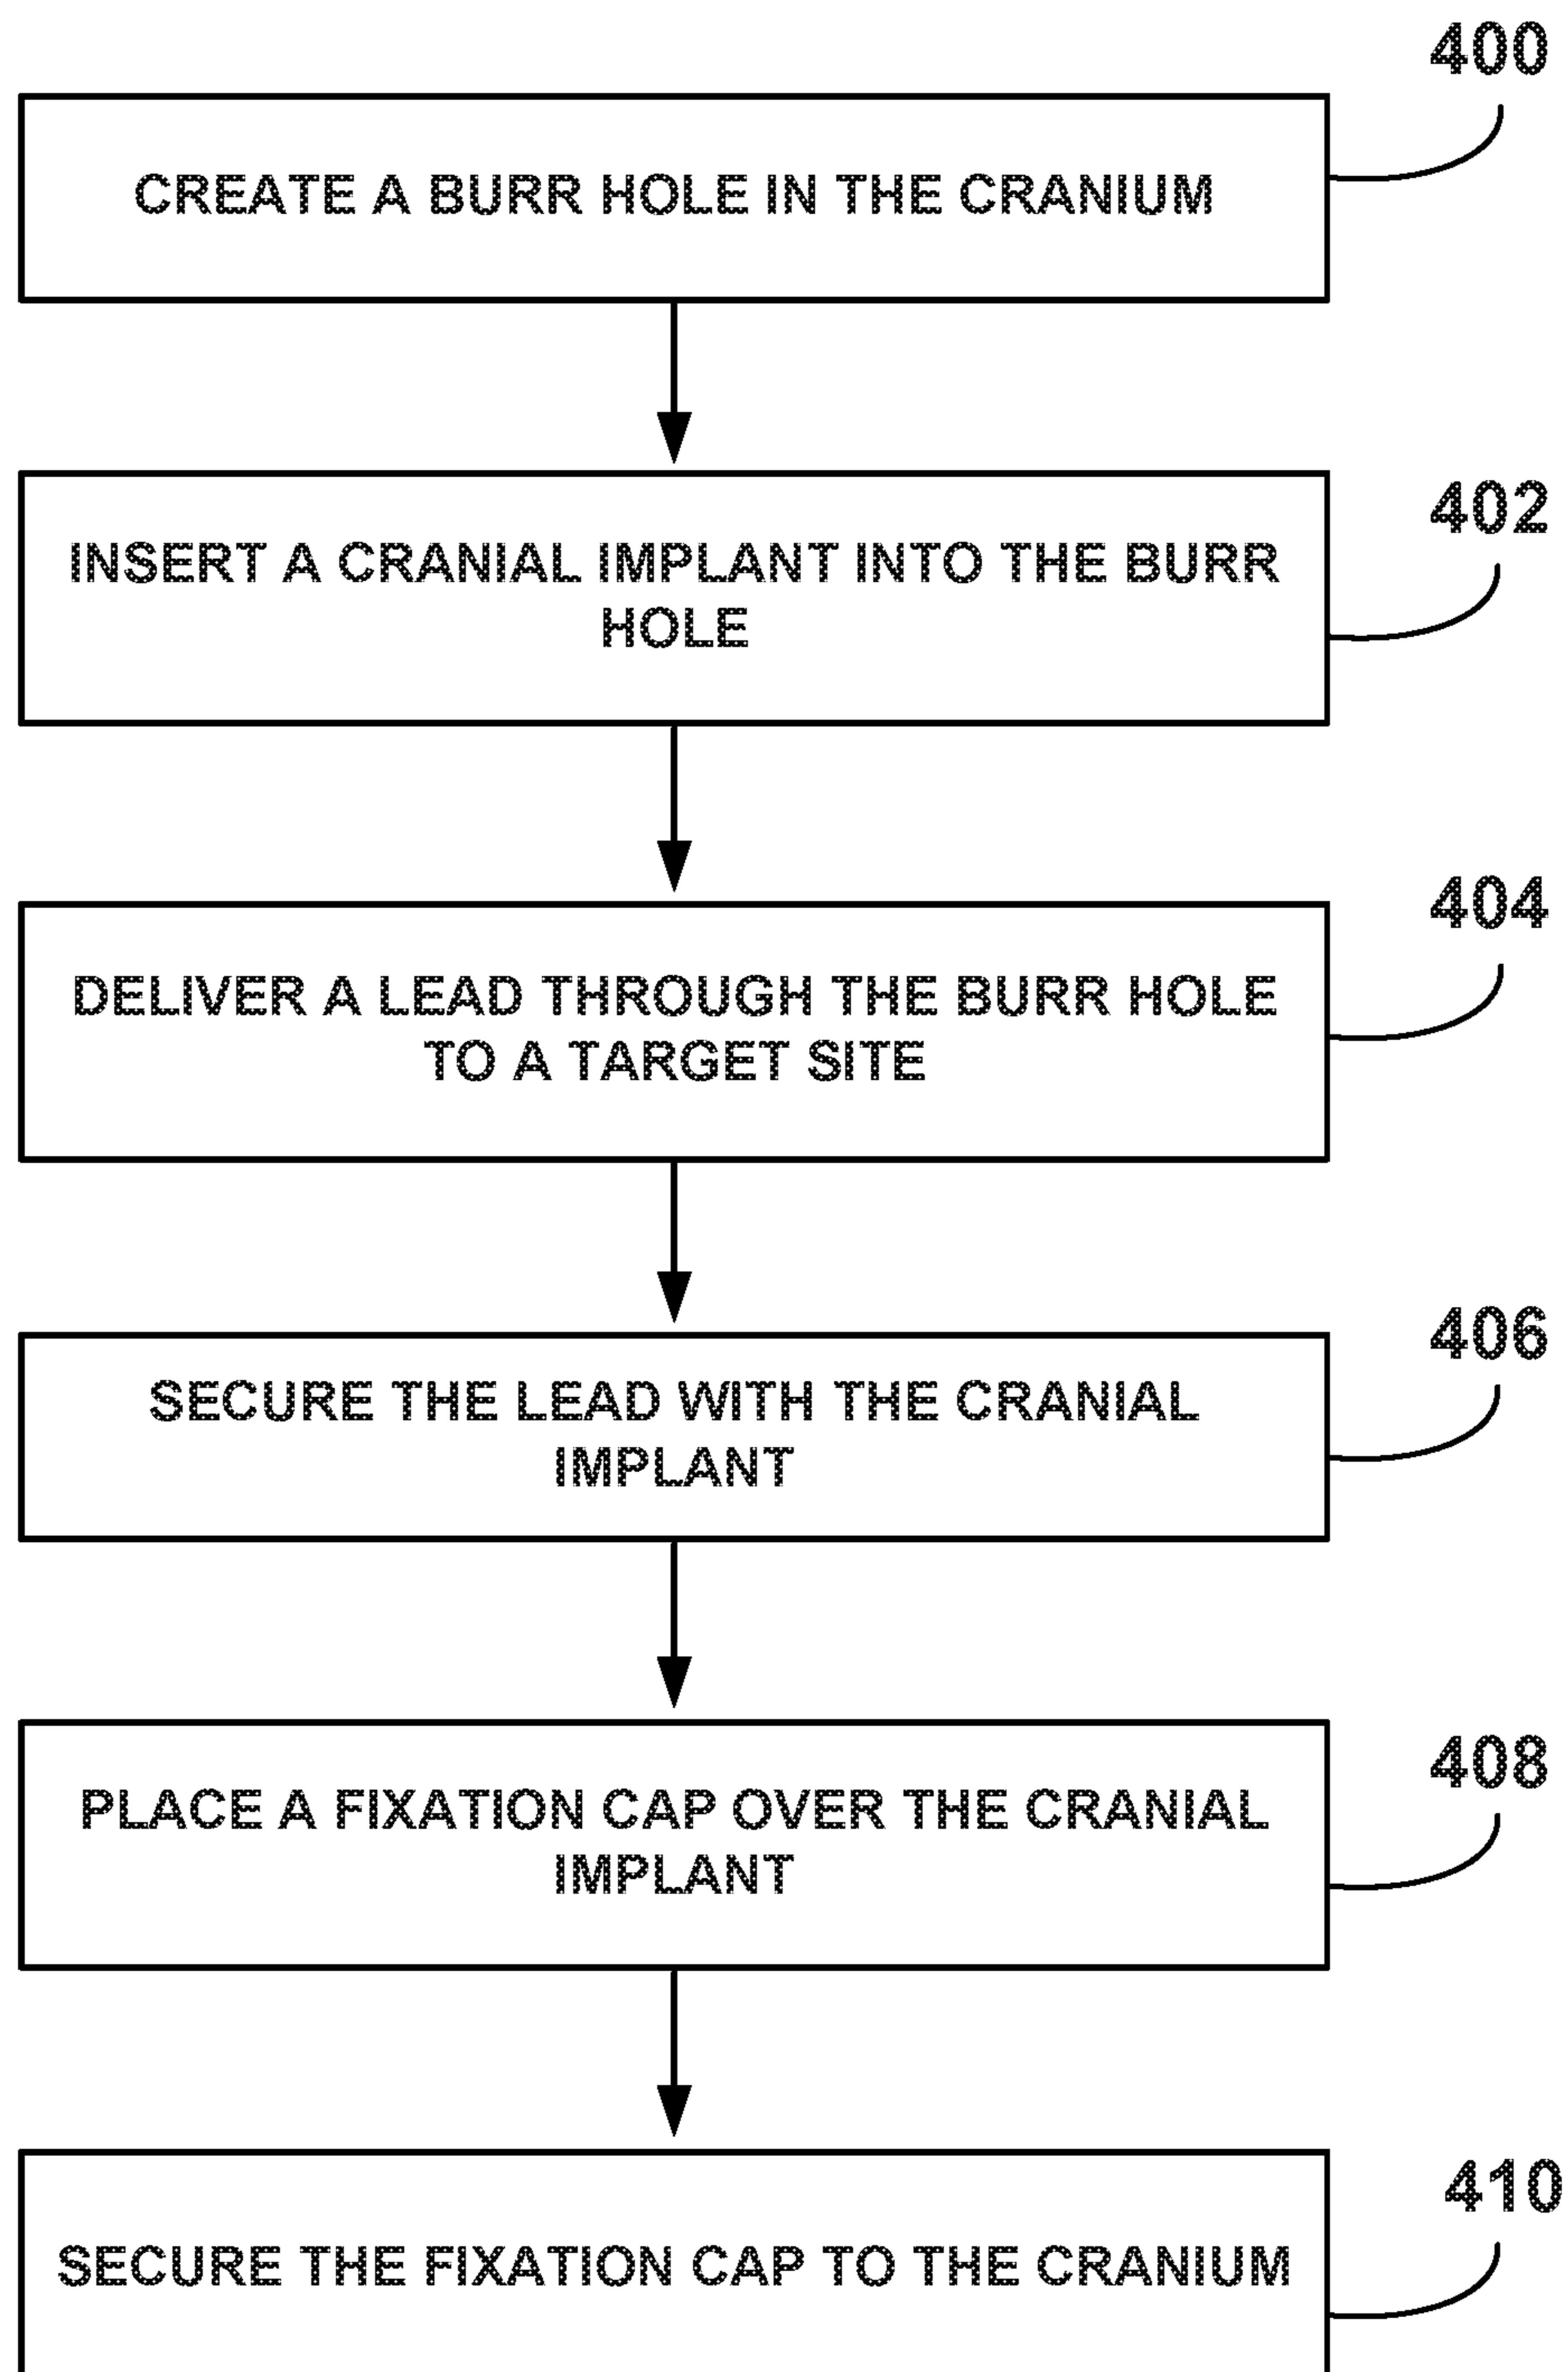 400
CREATE A BURR HOLE IN THE CRANIUM
402
INSERT A CRANIAL IMPLANT INTO THE BURR
HOLE
404
DELIVER A LEAD THROUGH THE BURR HOLE
TO A TARGET SITE
406
SECURE THE LEAD WITH THE CRANIAL
IMPLANT
408
PLACE A FIXATION CAP OVER THE CRANIAL
IMPLANT
410
SECURE THE FIXATION CAP TO THE CRANIUM